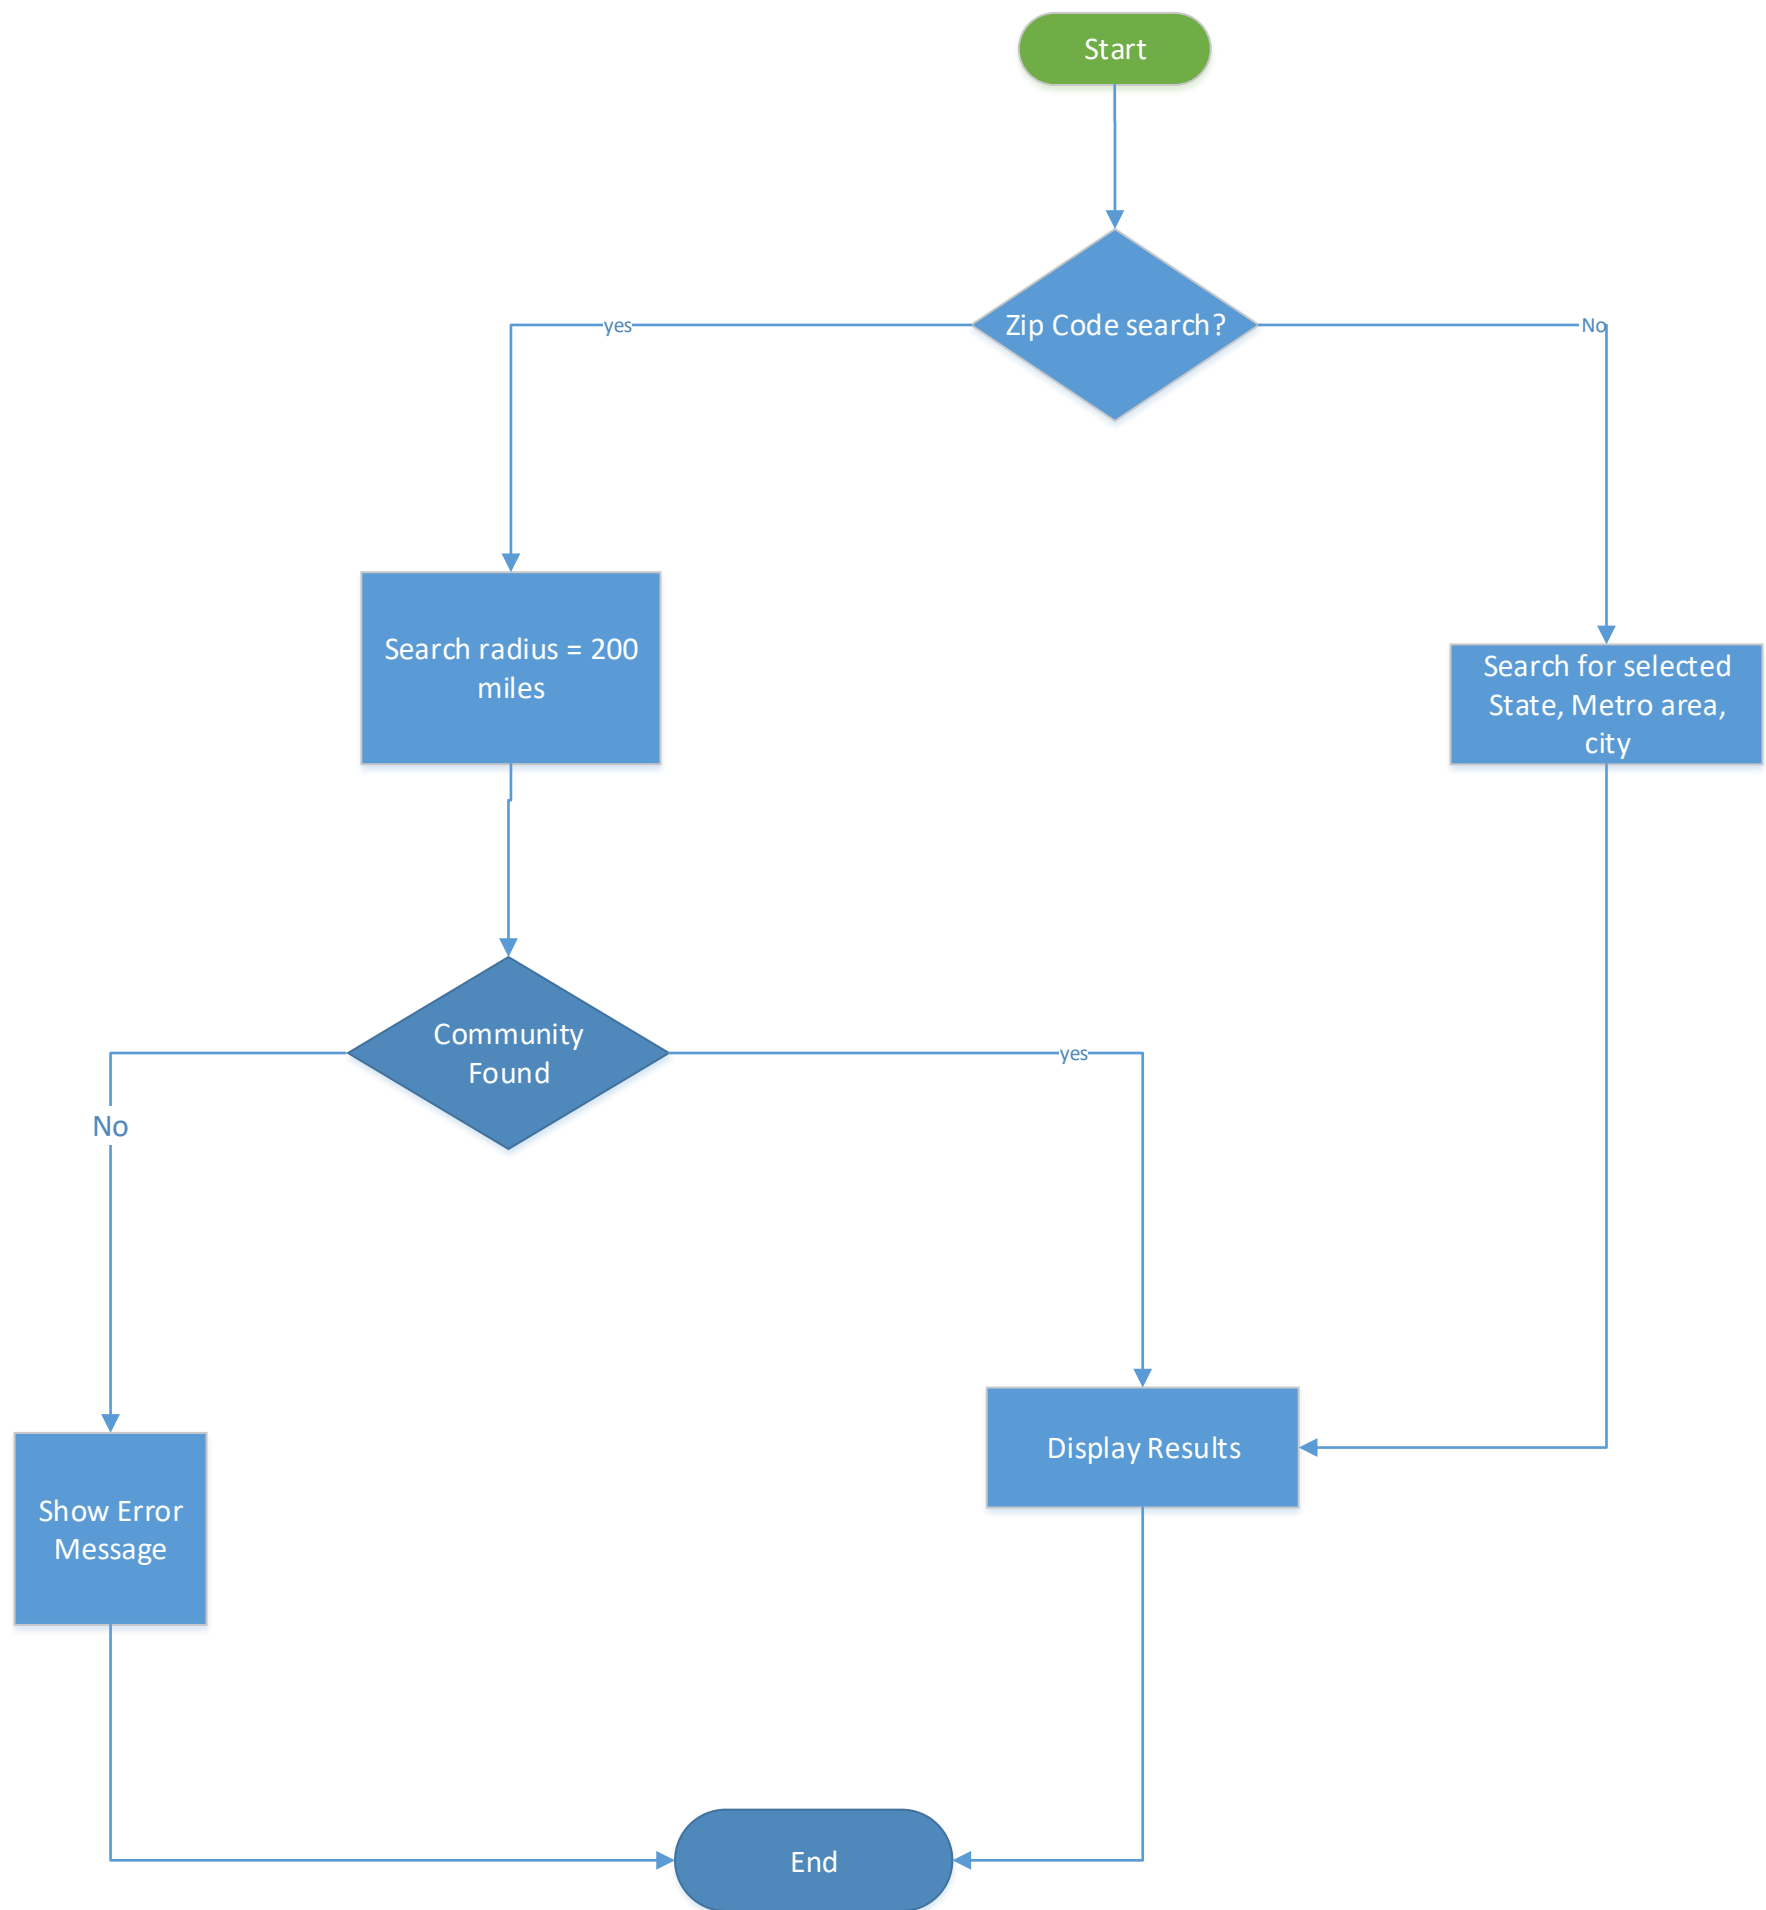 Start
Zip Code search?
yes
No
Search radius = 200
miles
Search for selected
State, Metro area,
city
Community
Found
yes
No
Display Results
Show Error
Message
End